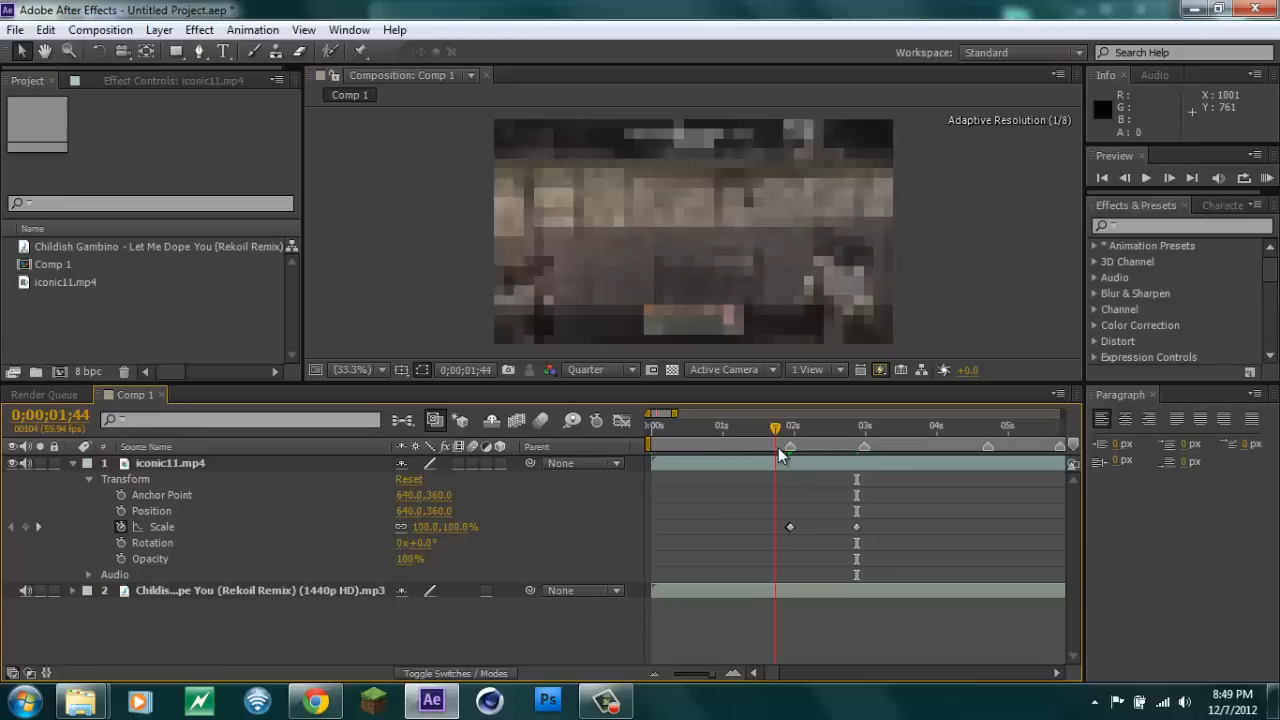 Adobe After Effects - Untitled Project.aep *
File Edit Composition Layer Effect Animation View Window Help
Workspace: Standard Search Help
Project Effect Controls: iconic11.mp4 Composition: Comp 1 Info Audio
Comp 1
Adaptive Resolution (1/8)
R: X: 1001
G: Y: 761
B:
A: 0
Preview
Effects & Presets Characte
Name
Childish Gambino - Let Me Dope You (Rekoil Remix)
Comp 1
iconic11.mp4
* Animation Presets
3D Channel
Audio
Blur & Sharpen
Channel
Color Correction
Distort
Expression Controls
8 bpc (33.3%) 0;00;01;44 Quarter Active Camera 1 View +0.0
Render Queue Comp 1 Paragraph
0;00;01;44
00104 (59.94 fps)
:00s 01s 02s 03s 04s 05s
# Source Name Parent
1 iconic11.mp4 None
Transform Reset
Anchor Point 640.0,360.0
Position 640.0,360.0
Scale 100.0,100.0%
Rotation 0x+0.0°
Opacity 100%
Audio
2 Childis...pe You (Rekoil Remix) (1440p HD).mp3 None
0 px 0 px 0 px
0 px 0 px
Toggle Switches / Modes
Ae Ps
8:49 PM
12/7/2012